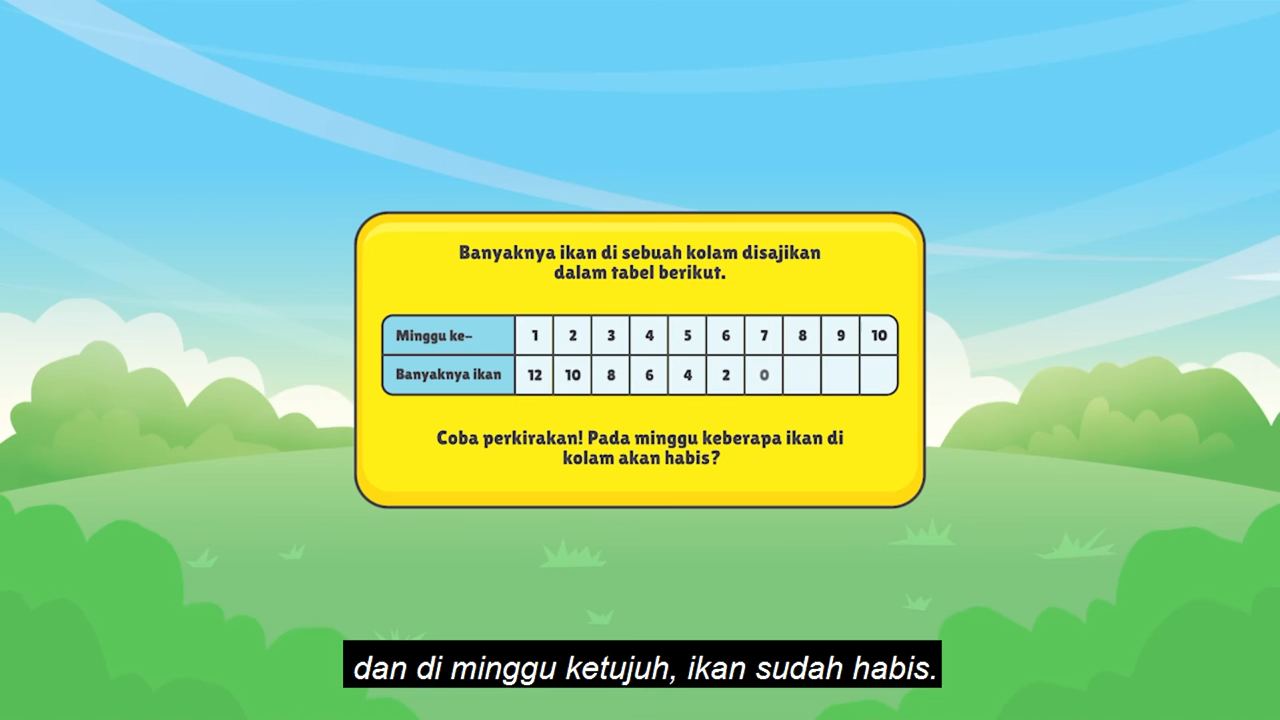 Banyaknya ikan di sebuah kolam disajikan
dalam tabel berikut.
Minggu ke- 1 2 3 4 5 6 7 8 9 10
Banyaknya ikan 12 10 8 6 4 2 0
Coba perkirakan! Pada minggu keberapa ikan di
kolam akan habis?
dan di minggu ketujuh, ikan sudah habis.